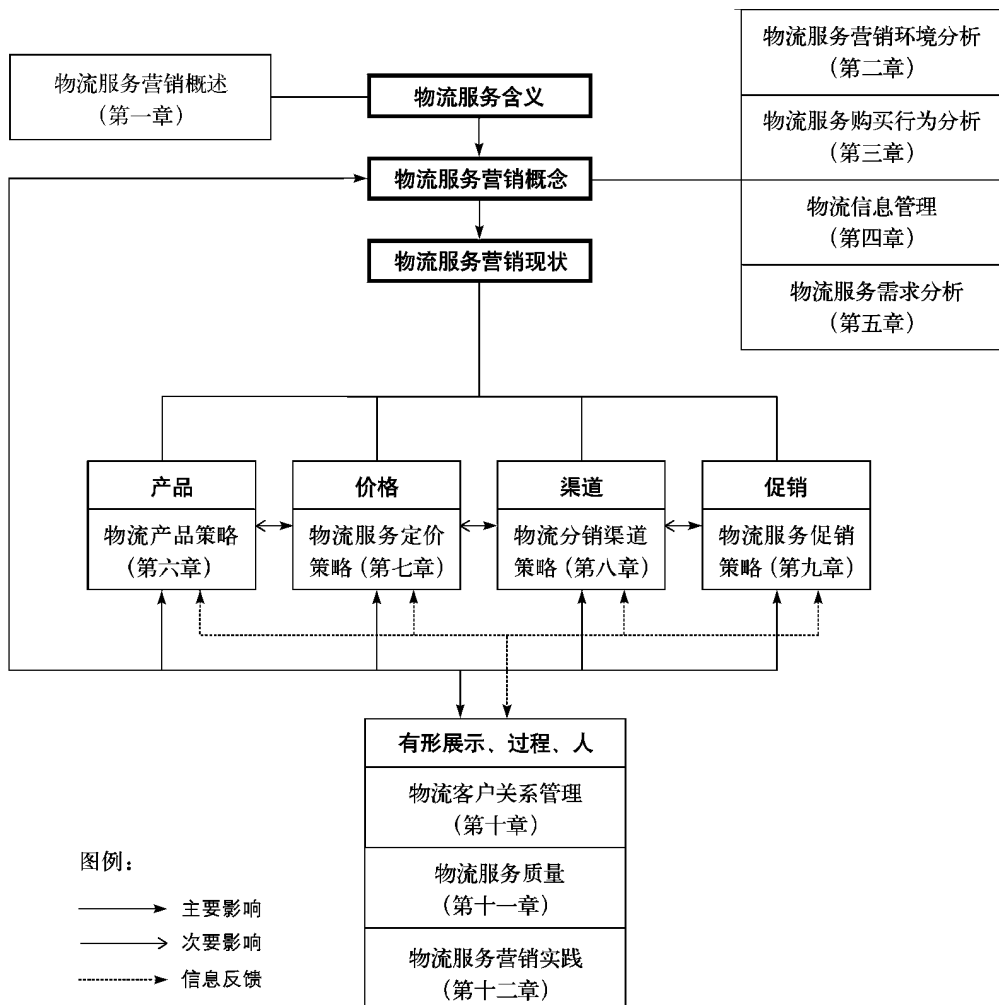 物流服务营销概述
（第一章）
物流服务含义
物流服务营销概念
物流服务营销现状
物流服务营销环境分析
（第二章）
物流服务购买行为分析
（第三章）
物流信息管理
（第四章）
物流服务需求分析
（第五章）
产品
物流产品策略
（第六章）
价格
物流服务定价
策略（第七章）
渠道
物流分销渠道
策略（第八章）
促销
物流服务促销
策略（第九章）
有形展示、过程、人
物流客户关系管理
（第十章）
物流服务质量
（第十一章）
物流服务营销实践
（第十二章）
图例：
主要影响
次要影响
信息反馈